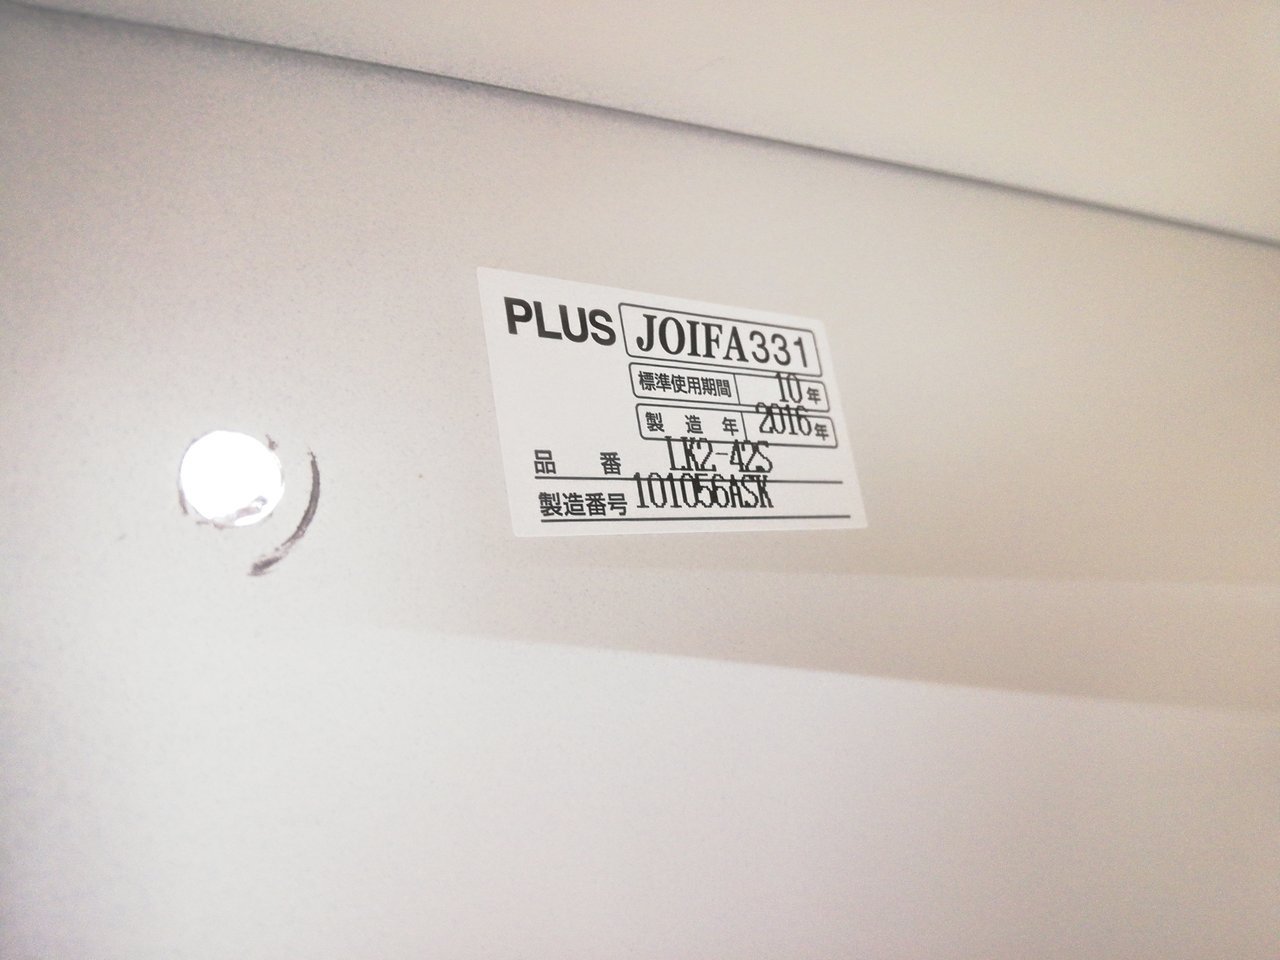 PLUS JOIFA331
標準使用期間 10年
製造年 2016年
品番 LK2-42S
製造番号 101056ASK